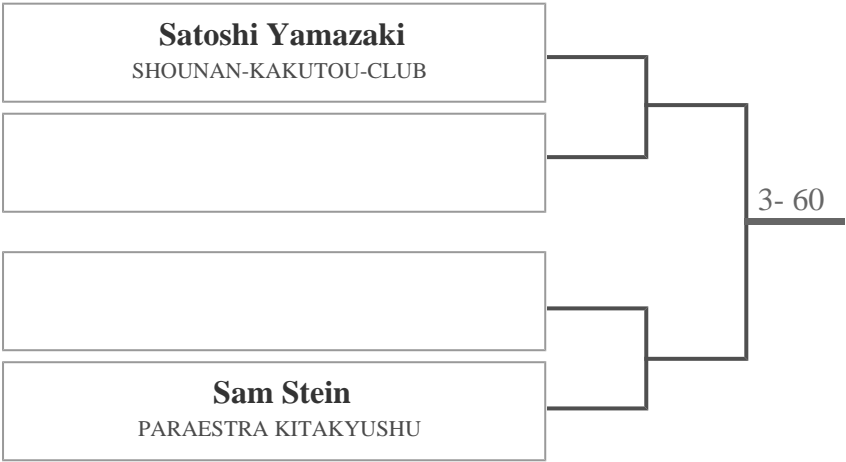 Satoshi Yamazaki
SHOUNAN-KAKUTOU-CLUB
3- 60
Sam Stein
PARAESTRA KITAKYUSHU